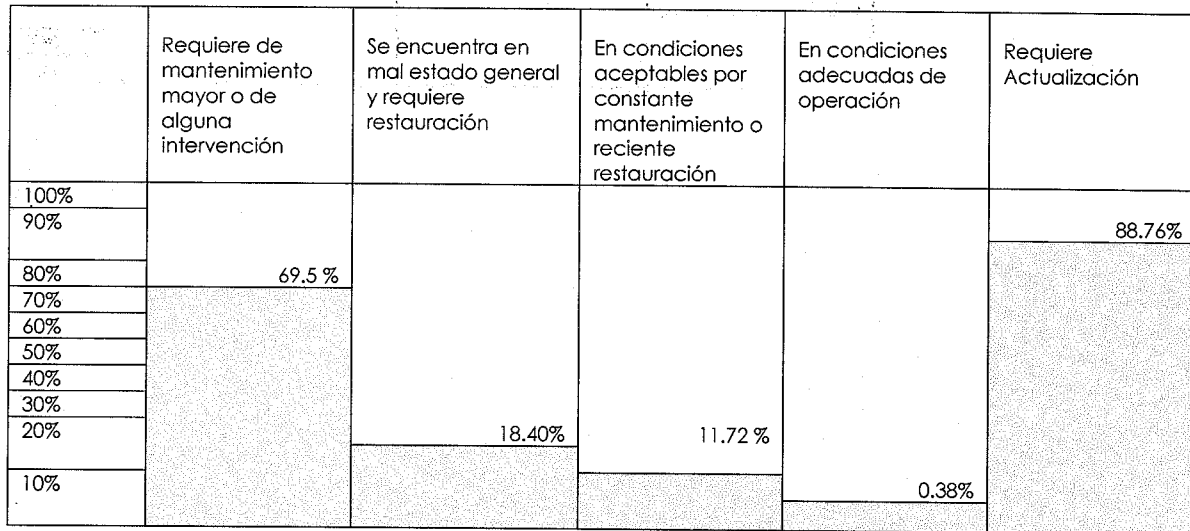 Requiere de
mantenimiento
mayor o de
alguna
intervención
Se encuentra en
mal estado general
y requiere
restauración
En condiciones
aceptables por
constante
mantenimiento o
reciente
restauración
En condiciones
adecuadas de
operación
Requiere
Actualización
100%
90%
88.76%
80%
69.5 %
70%
60%
50%
40%
30%
20%
18.40%
11.72 %
10%
0.38%